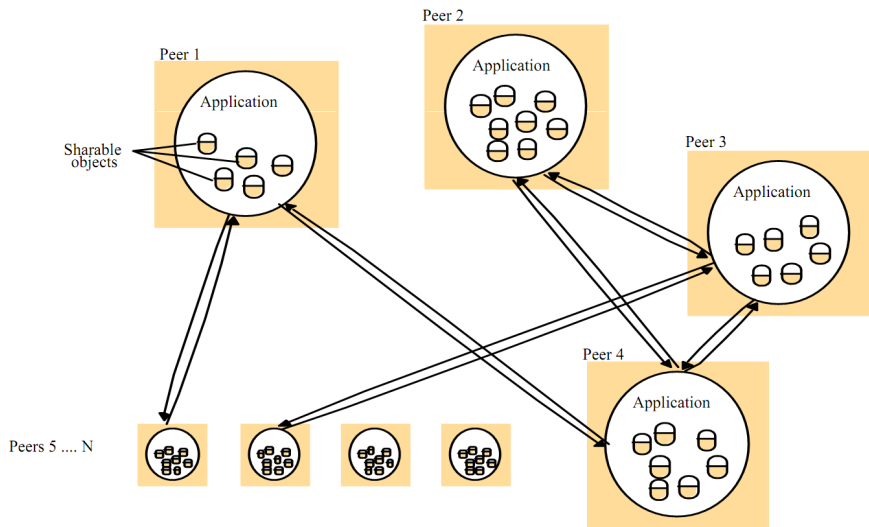 Peer 1
Application
Sharable
objects
Peer 2
Application
Peer 3
Application
Peer 4
Application
Peers 5 .... N